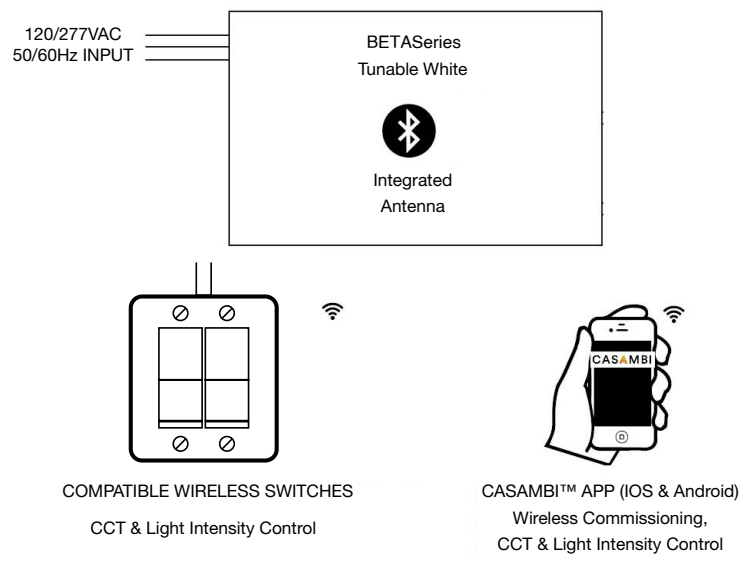 120/277VAC
50/60Hz INPUT
BETASeries
Tunable White
Integrated
Antenna
CASAMBI
COMPATIBLE WIRELESS SWITCHES
CCT & Light Intensity Control
CASAMBI™ APP (IOS & Android)
Wireless Commissioning,
CCT & Light Intensity Control